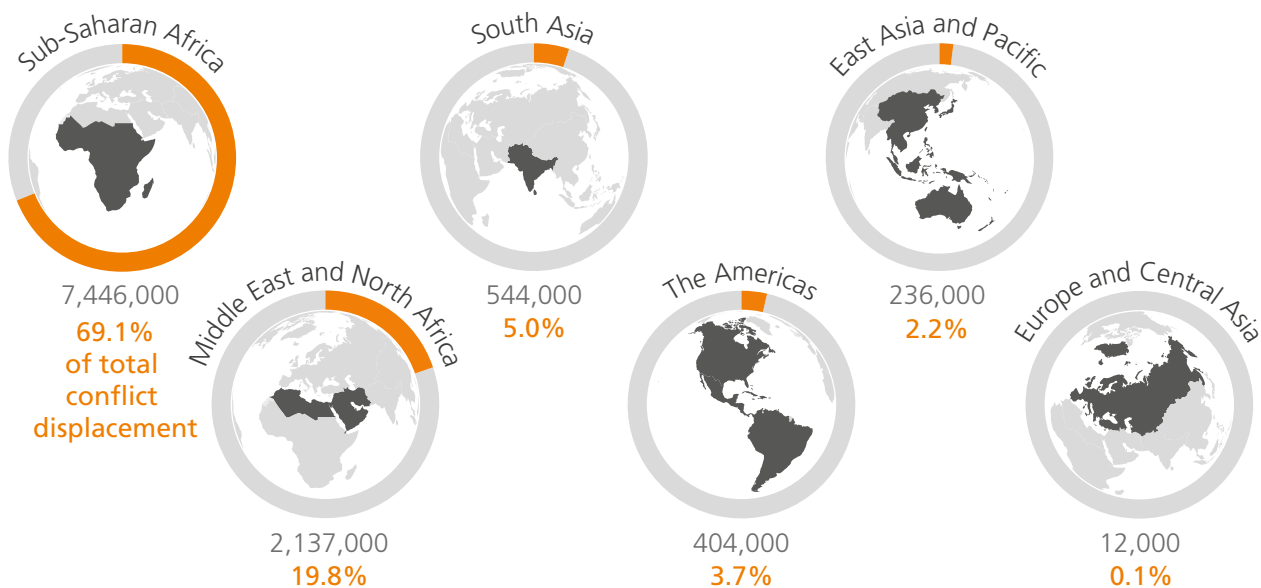 Sub-Saharan Africa
7,446,000
69.1%
of total
conflict
displacement
Middle East and North Africa
2,137,000
19.8%
South Asia
544,000
5.0%
The Americas
404,000
3.7%
East Asia and Pacific
236,000
2.2%
Europe and Central Asia
12,000
0.1%